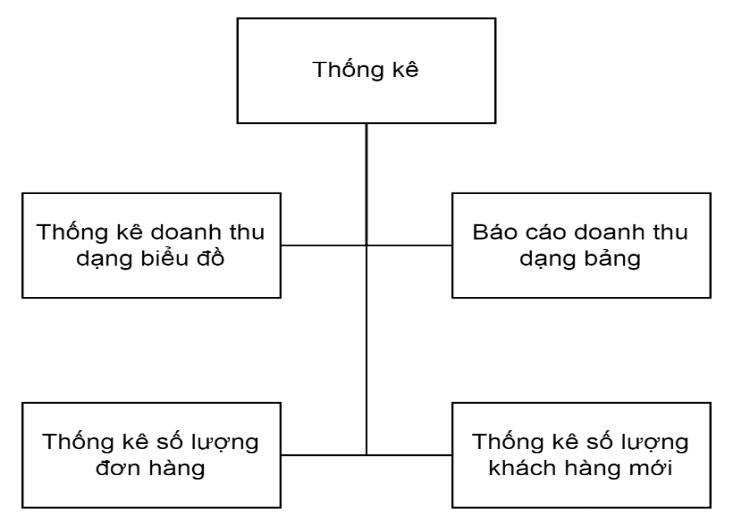 Thống kê
Thống kê doanh thu
dạng biểu đồ
Báo cáo doanh thu
dạng bảng
Thống kê số lượng
đơn hàng
Thống kê số lượng
khách hàng mới